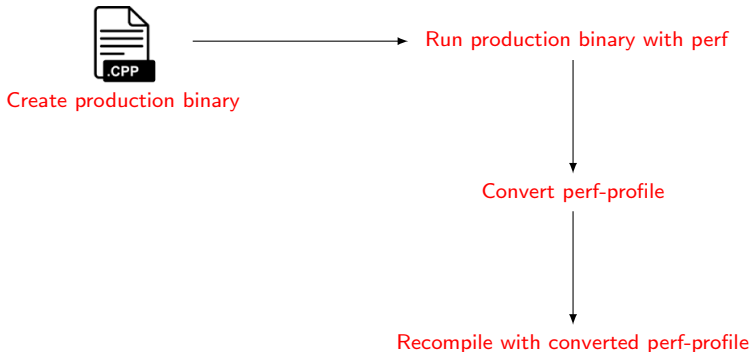 .CPP
Run production binary with perf
Create production binary
Convert perf-profile
Recompile with converted perf-profile